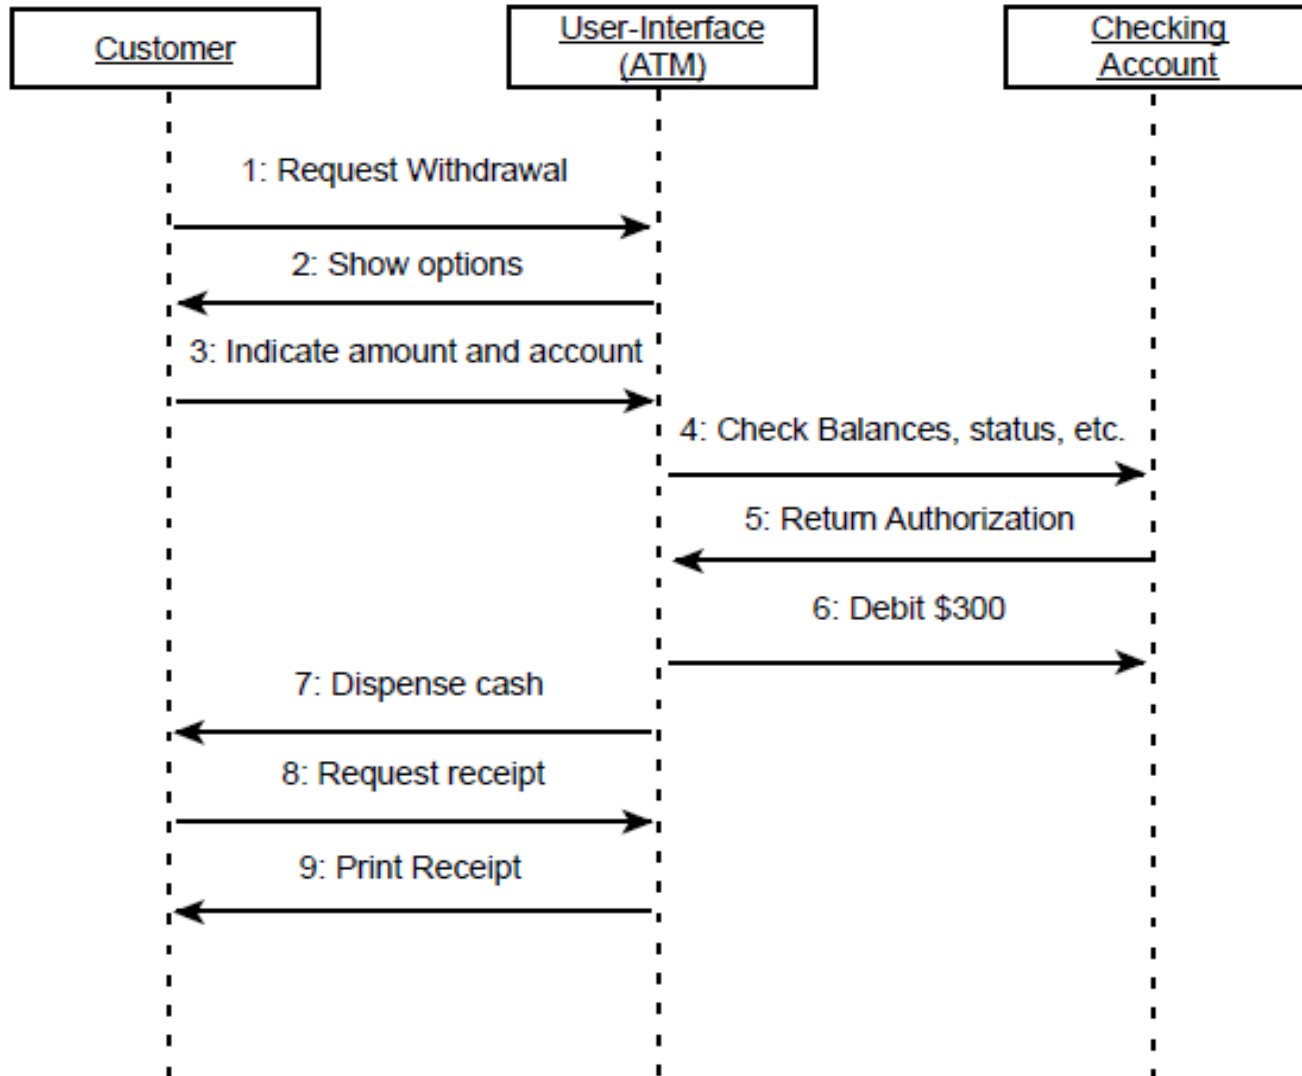 Customer
User-Interface
(ATM)
Checking
Account
1: Request Withdrawal
2: Show options
3: Indicate amount and account
4: Check Balances, status, etc.
5: Return Authorization
6: Debit $300
7: Dispense cash
8: Request receipt
9: Print Receipt